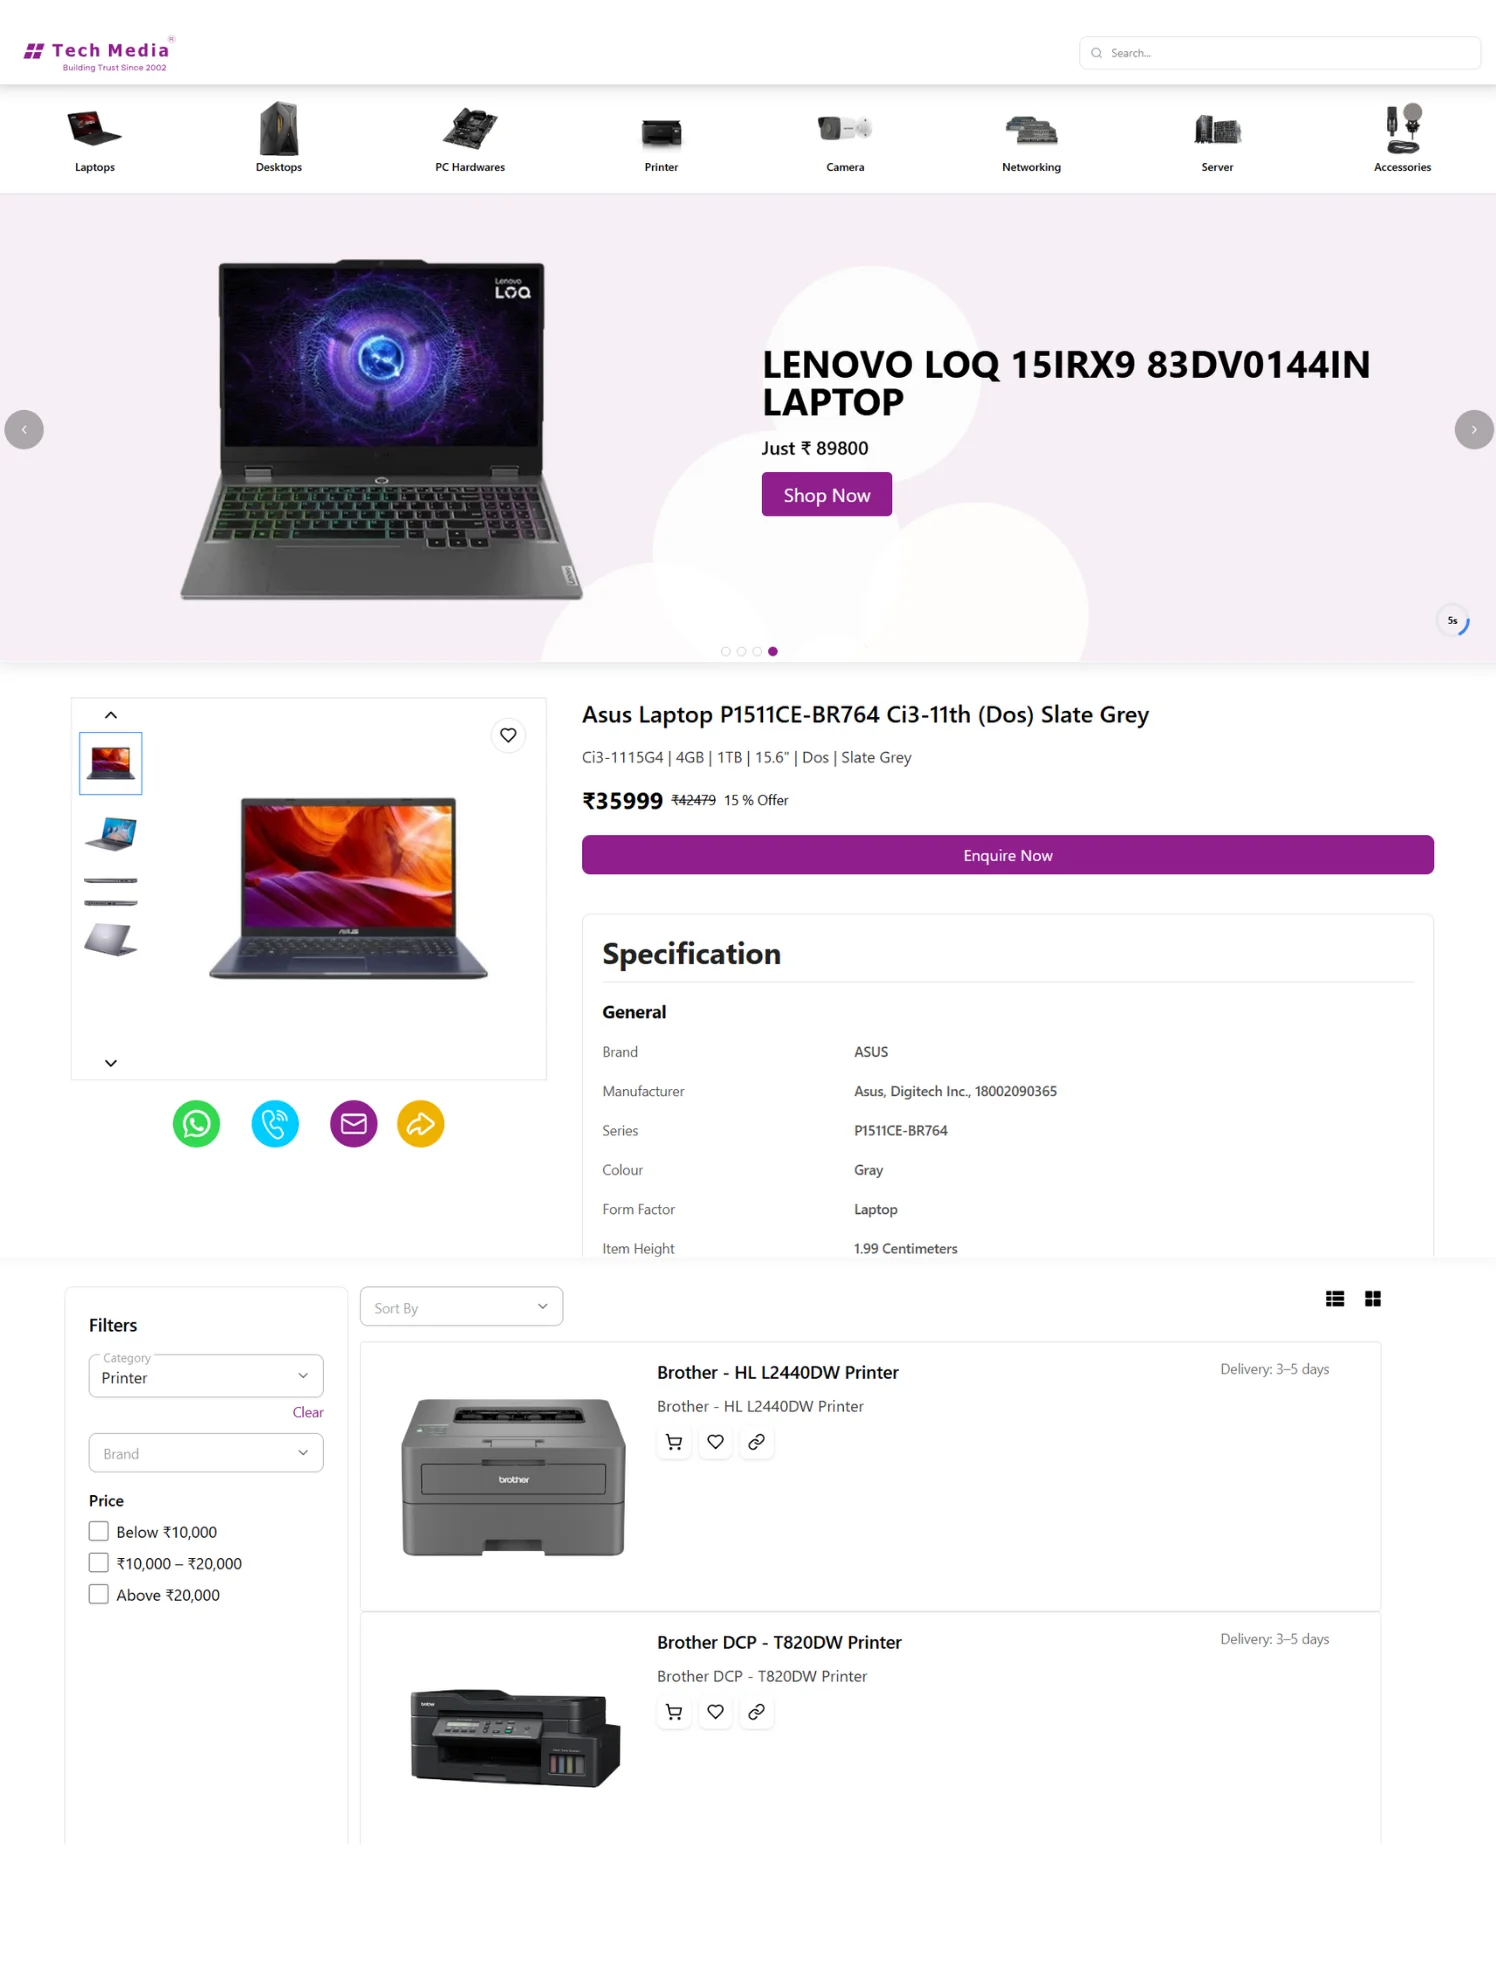 Tech Media®
Building Trust Since 2002
Search...
Laptops
Desktops
PC Hardwares
Printer
Camera
Networking
Server
Accessories
Lenovo
LOQ
LENOVO LOQ 15IRX9 83DV0144IN
LAPTOP
Just ₹ 89800
Shop Now
Lenovo
5s
Asus Laptop P1511CE-BR764 Ci3-11th (Dos) Slate Grey
Ci3-1115G4 | 4GB | 1TB | 15.6" | Dos | Slate Grey
₹35999 ₹42479 15 % Offer
Enquire Now
ASUS
Specification
General
Brand ASUS
Manufacturer Asus, Digitech Inc., 18002090365
Series P1511CE-BR764
Colour Gray
Form Factor Laptop
Item Height 1.99 Centimeters
Filters
Category
Printer
Clear
Brand
Price
Below ₹10,000
₹10,000 – ₹20,000
Above ₹20,000
Sort By
Brother - HL L2440DW Printer
Delivery: 3–5 days
Brother - HL L2440DW Printer
brother
Brother DCP - T820DW Printer
Delivery: 3–5 days
Brother DCP - T820DW Printer
brother